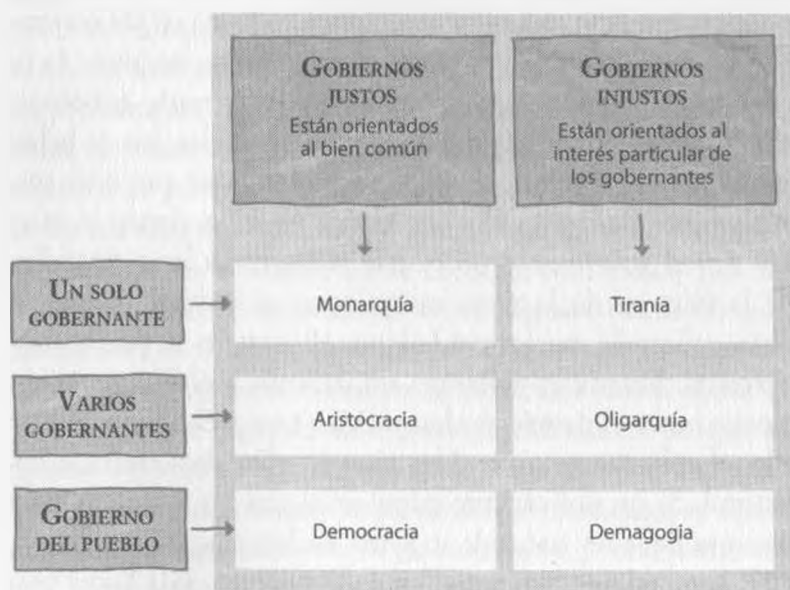 GOBIERNOS
JUSTOS
Están orientados
al bien común
GOBIERNOS
INJUSTOS
Están orientados al
interés particular de
los gobernantes
UN SOLO
GOBERNANTE
Monarquía
Tiranía
VARIOS
GOBERNANTES
Aristocracia
Oligarquía
GOBIERNO
DEL PUEBLO
Democracia
Demagogia